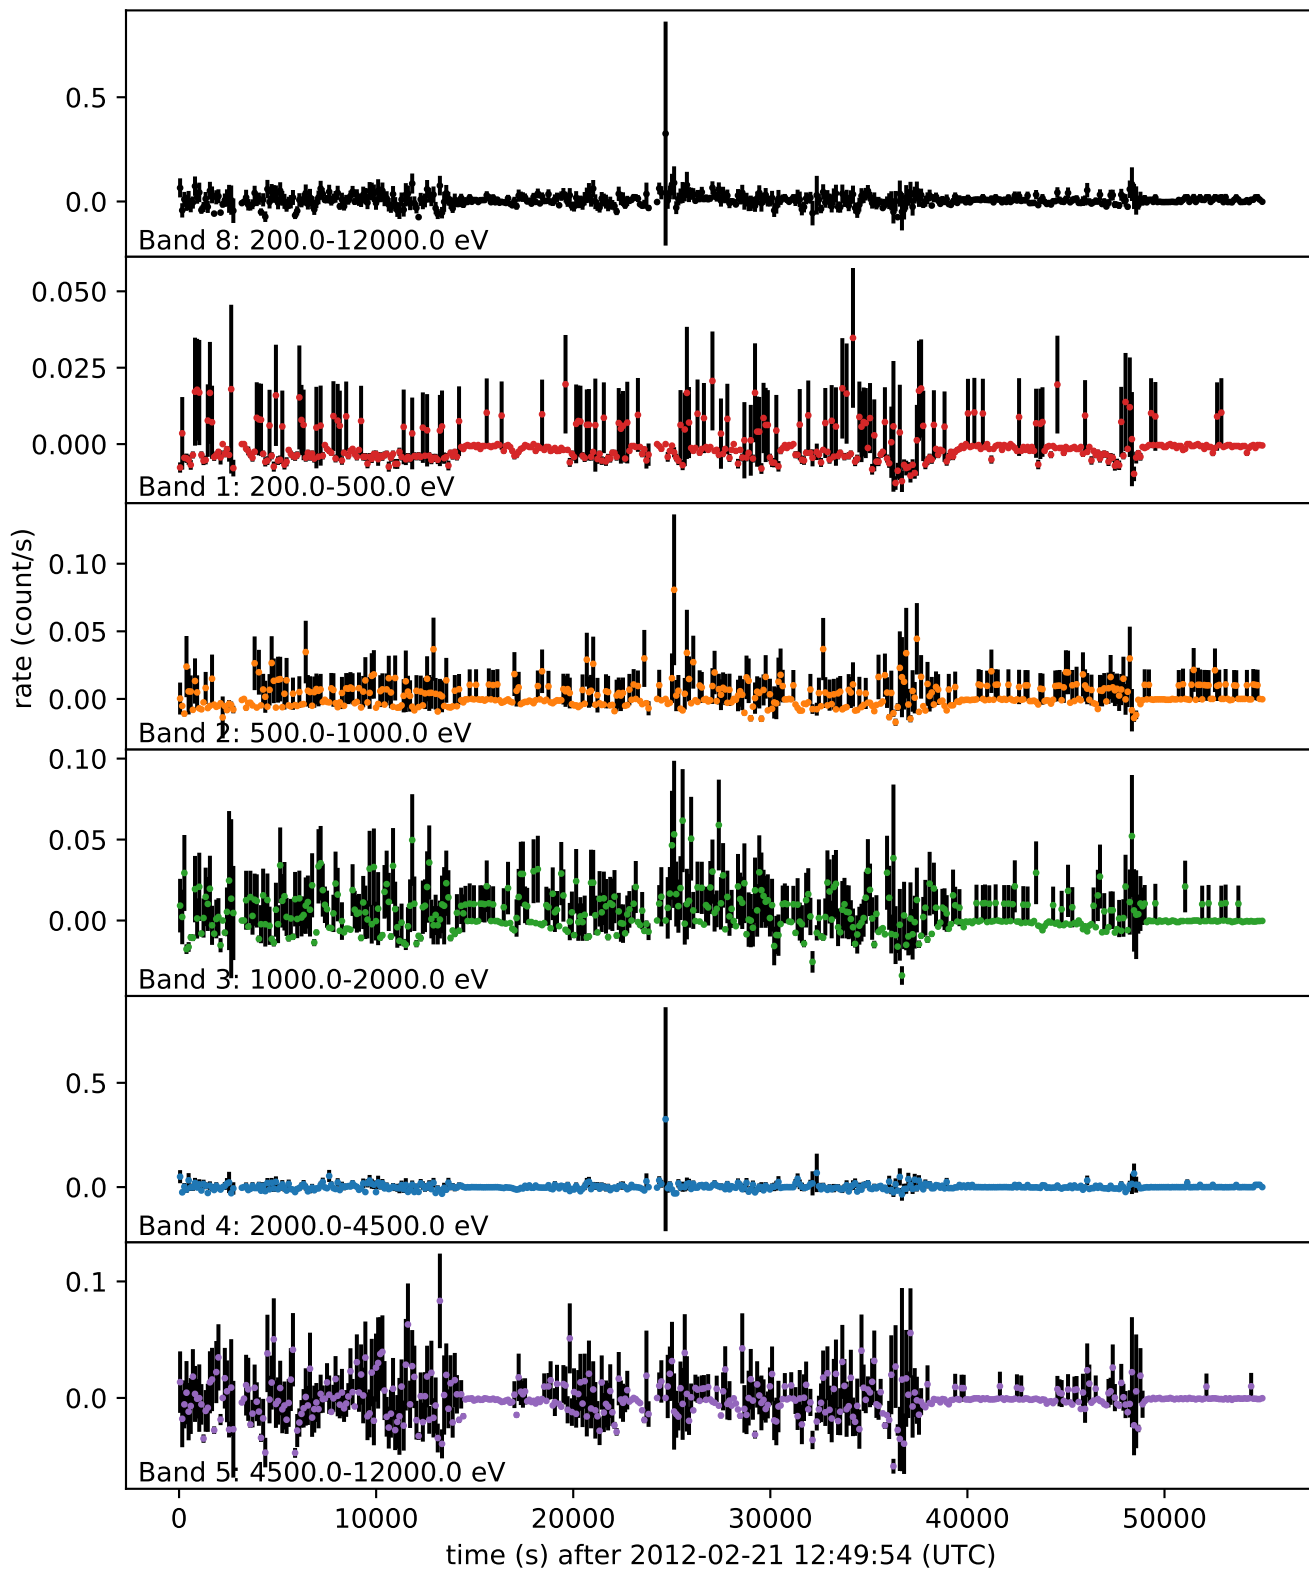 0.5
0.0
Band 8: 200.0-12000.0 eV
0.050
0.025
0.000
Band 1: 200.0-500.0 eV
rate (count/s)
0.10
0.05
0.00
Band 2: 500.0-1000.0 eV
0.10
0.05
0.00
Band 3: 1000.0-2000.0 eV
0.5
0.0
Band 4: 2000.0-4500.0 eV
0.1
0.0
Band 5: 4500.0-12000.0 eV
0 10000 20000 30000 40000 50000
time (s) after 2012-02-21 12:49:54 (UTC)